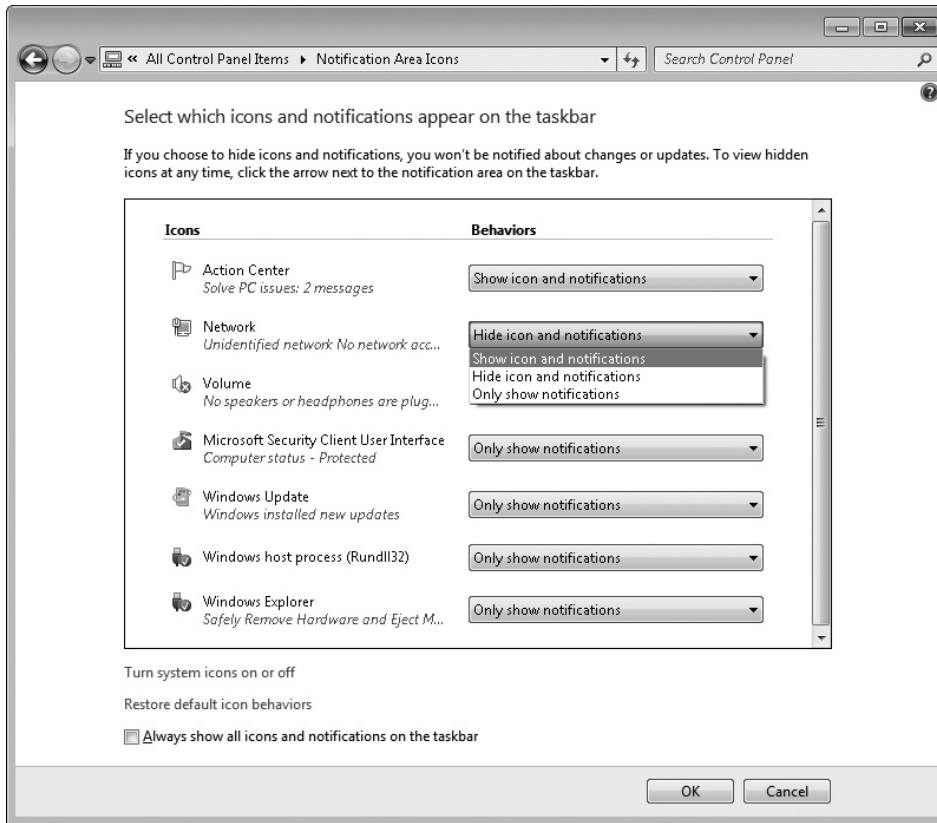 « All Control Panel Items ▸ Notification Area Icons
Search Control Panel
Select which icons and notifications appear on the taskbar
If you choose to hide icons and notifications, you won't be notified about changes or updates. To view hidden
icons at any time, click the arrow next to the notification area on the taskbar.
Icons Behaviors
Action Center
Solve PC issues: 2 messages
Show icon and notifications
Network
Unidentified network No network acc...
Hide icon and notifications
Show icon and notifications
Hide icon and notifications
Only show notifications
Volume
No speakers or headphones are plug...
Microsoft Security Client User Interface
Computer status - Protected
Only show notifications
Windows Update
Windows installed new updates
Only show notifications
Windows host process (Rundll32)
Only show notifications
Windows Explorer
Safely Remove Hardware and Eject M...
Only show notifications
Turn system icons on or off
Restore default icon behaviors
Always show all icons and notifications on the taskbar
OK Cancel